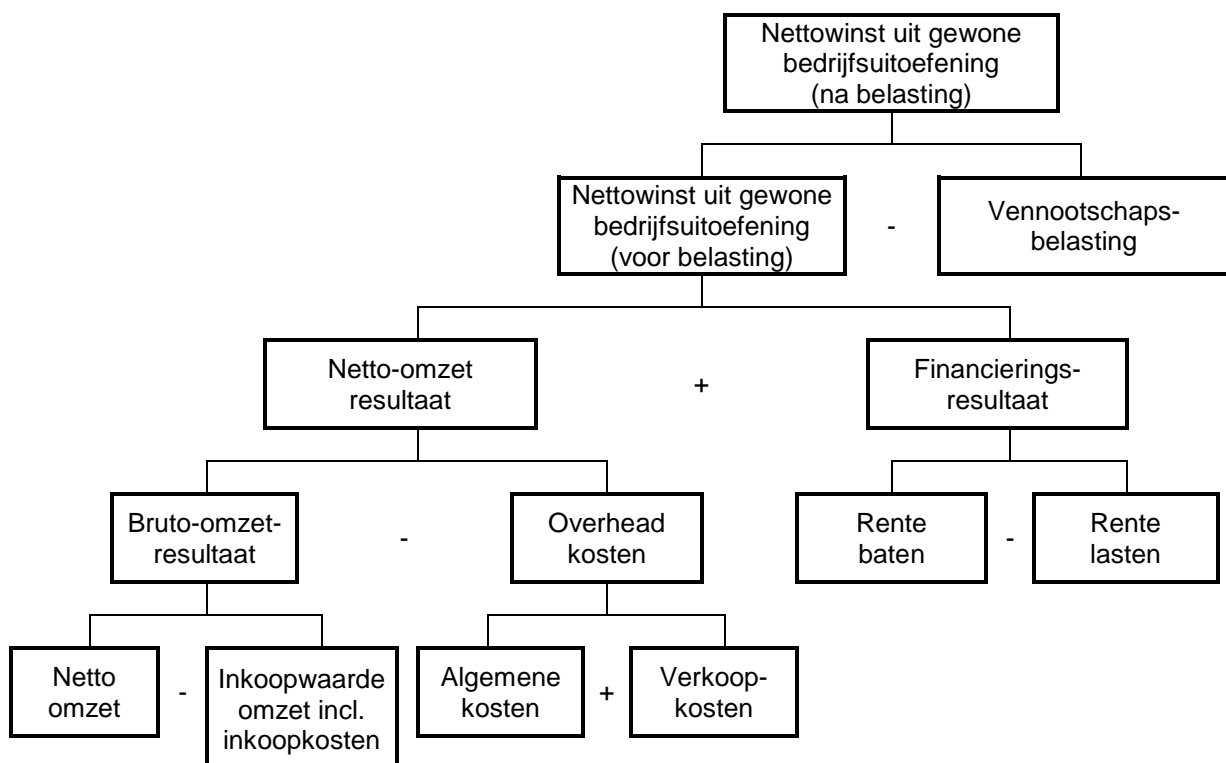 Nettowinst uit gewone
bedrijfsuitoefening
(na belasting)
Nettowinst uit gewone
bedrijfsuitoefening
(voor belasting)
-
Vennootschaps-
belasting
Netto-omzet
resultaat
+
Financierings-
resultaat
Bruto-omzet-
resultaat
-
Overhead
kosten
Rente
baten
-
Rente
lasten
Netto
omzet
-
Inkoopwaarde
omzet incl.
inkoopkosten
Algemene
kosten
+
Verkoop-
kosten